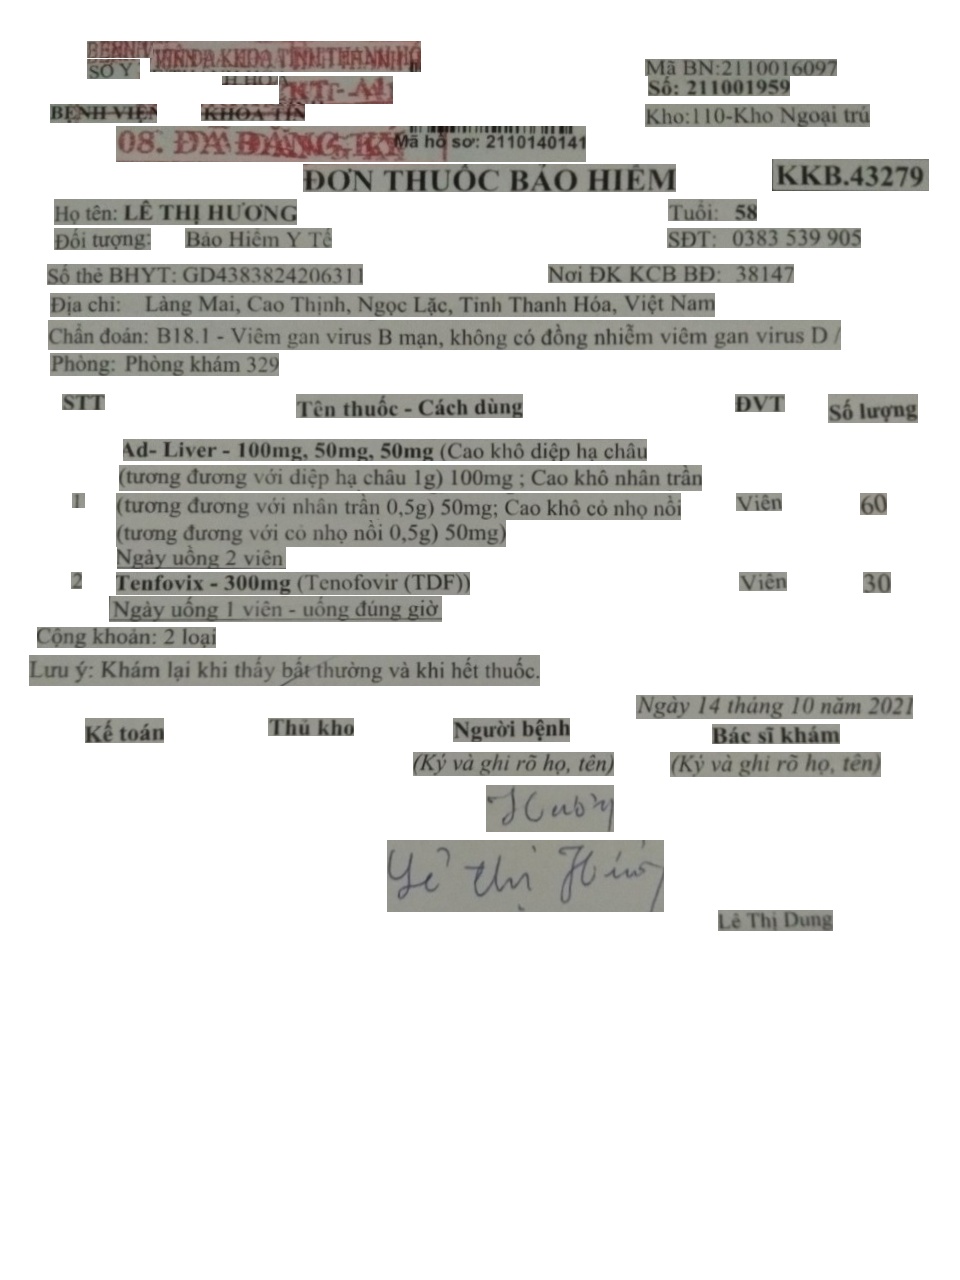 BỆNH VIỆN ĐA KHOA TỈNH THANH HÓ
SỞ Y
Mã BN:2110016097
Số: 211001959
BỆNH VIỆN KHOA TỈN
Kho:110-Kho Ngoại trú
08. ĐÃ ĐĂNG KÝ
Mã hồ sơ: 2110140141
ĐƠN THUỐC BẢO HIỂM
KKB.43279
Họ tên: LÊ THỊ HƯƠNG
Tuổi: 58
Đối tượng: Bảo Hiểm Y Tế
SĐT: 0383 539 905
Số thẻ BHYT: GD4383824206311
Nơi ĐK KCB BĐ: 38147
Địa chỉ: Làng Mai, Cao Thịnh, Ngọc Lặc, Tỉnh Thanh Hóa, Việt Nam
Chẩn đoán: B18.1 - Viêm gan virus B mạn, không có đồng nhiễm viêm gan virus D /
Phòng: Phòng khám 329
STT Tên thuốc - Cách dùng ĐVT Số lượng
Ad- Liver - 100mg, 50mg, 50mg (Cao khô diệp hạ châu
(tương đương với diệp hạ châu 1g) 100mg ; Cao khô nhân trần
1 (tương đương với nhân trần 0,5g) 50mg; Cao khô cỏ nhọ nồi Viên 60
(tương đương với cỏ nhọ nồi 0,5g) 50mg)
Ngày uống 2 viên
2 Tenfovix - 300mg (Tenofovir (TDF)) Viên 30
Ngày uống 1 viên - uống đúng giờ
Cộng khoản: 2 loại
Lưu ý: Khám lại khi thấy bất thường và khi hết thuốc.
Ngày 14 tháng 10 năm 2021
Kế toán Thủ kho Người bệnh Bác sĩ khám
(Ký và ghi rõ họ, tên) (Ký và ghi rõ họ, tên)
Hương
Lê Thị Hương
Lê Thị Dung